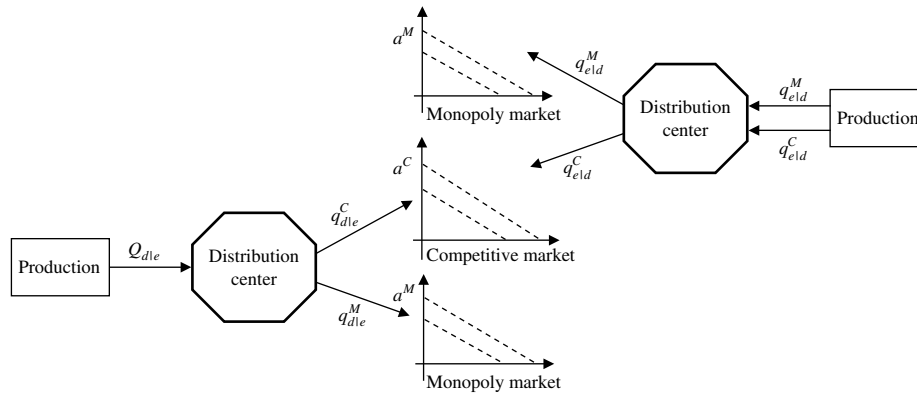 a^M
Monopoly market
q^M_{e|d}
Distribution
center
q^M_{e|d}
q^C_{e|d}
Production
q^C_{e|d}
a^C
Competitive market
Production
Q_{d|e}
Distribution
center
q^C_{d|e}
q^M_{d|e}
a^M
Monopoly market